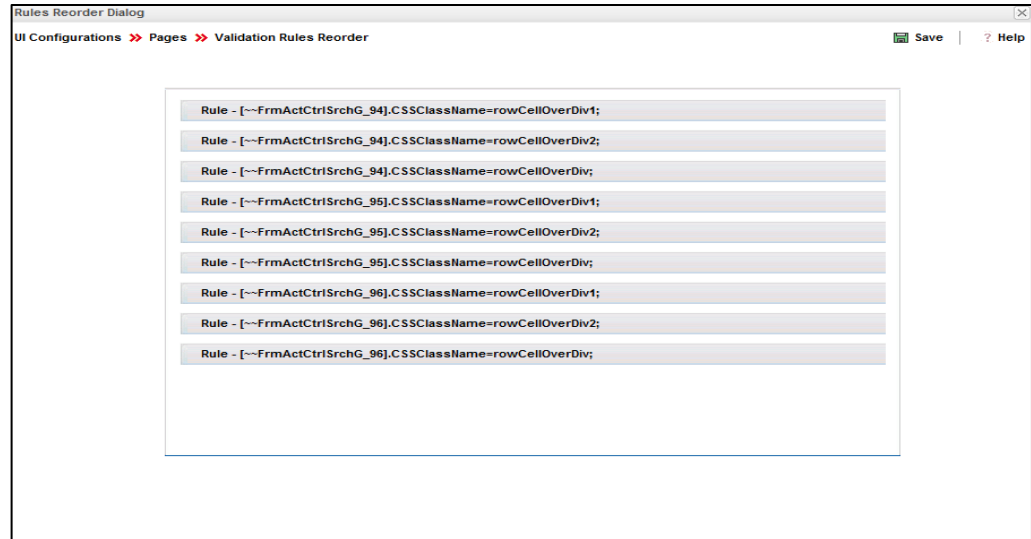 Rules Reorder Dialog
UI Configurations >> Pages >> Validation Rules Reorder Save | ? Help
Rule - [~~FrmActCtrlSrchG_94].CSSClassName=rowCellOverDiv1;
Rule - [~~FrmActCtrlSrchG_94].CSSClassName=rowCellOverDiv2;
Rule - [~~FrmActCtrlSrchG_94].CSSClassName=rowCellOverDiv;
Rule - [~~FrmActCtrlSrchG_95].CSSClassName=rowCellOverDiv1;
Rule - [~~FrmActCtrlSrchG_95].CSSClassName=rowCellOverDiv2;
Rule - [~~FrmActCtrlSrchG_95].CSSClassName=rowCellOverDiv;
Rule - [~~FrmActCtrlSrchG_96].CSSClassName=rowCellOverDiv1;
Rule - [~~FrmActCtrlSrchG_96].CSSClassName=rowCellOverDiv2;
Rule - [~~FrmActCtrlSrchG_96].CSSClassName=rowCellOverDiv;